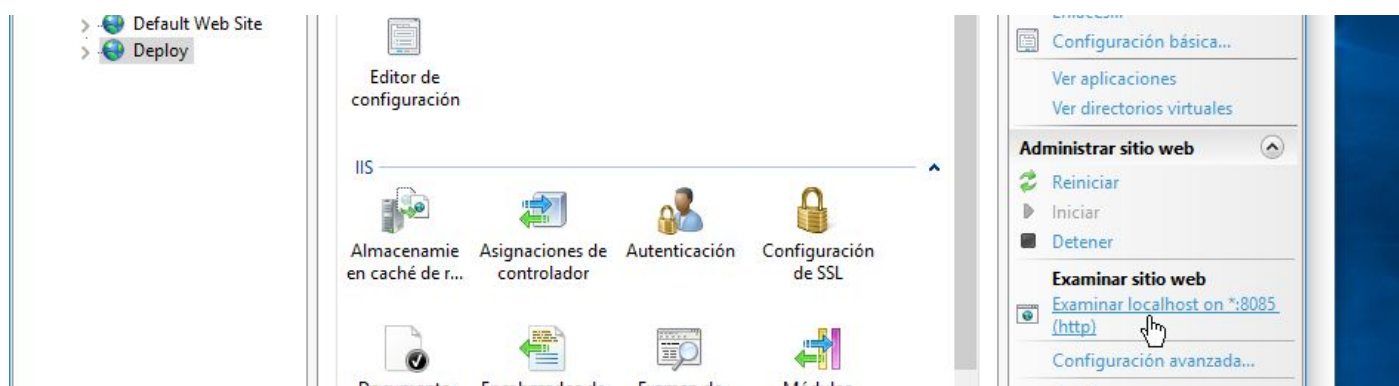 Default Web Site
Deploy
Editor de
configuración
IIS
Almacenamie
en caché de r...
Asignaciones de
controlador
Autenticación
Configuración
de SSL
Configuración básica...
Ver aplicaciones
Ver directorios virtuales
Administrar sitio web
Reiniciar
Iniciar
Detener
Examinar sitio web
Examinar localhost on *:8085
(http)
Configuración avanzada...